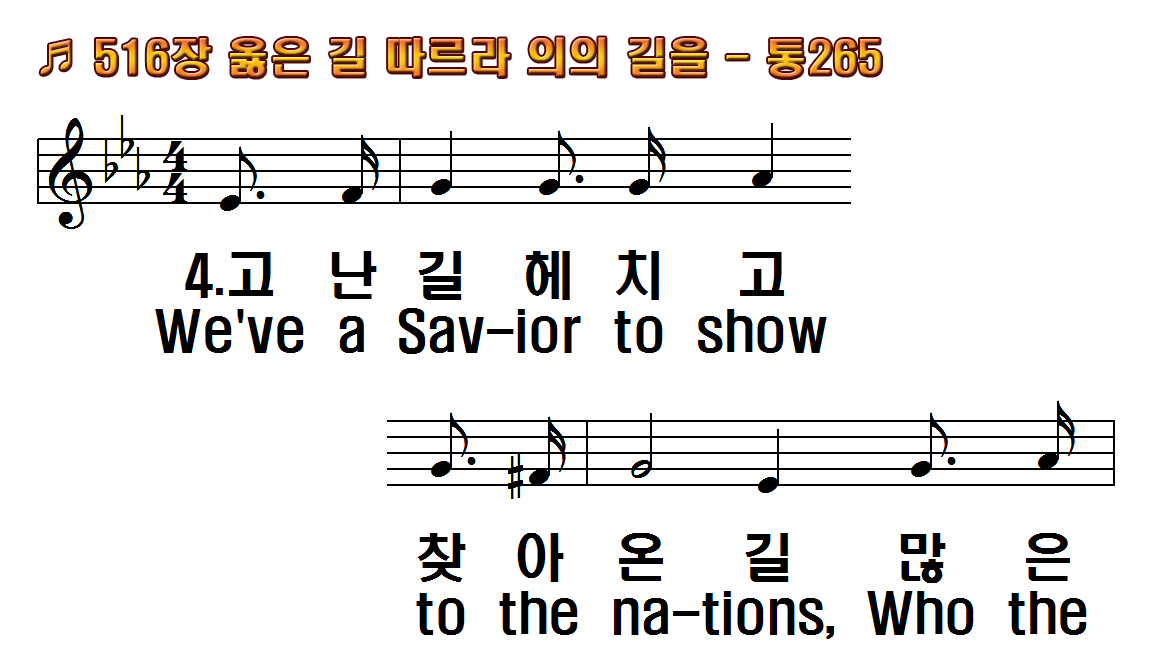 ♬ 516장 옳은 길 따르라 의의 길을 - 통265
4.고 난 길 헤 치 고
We've a Sav-ior to show
찾 아 온 길 많 은
to the na-tions, Who the